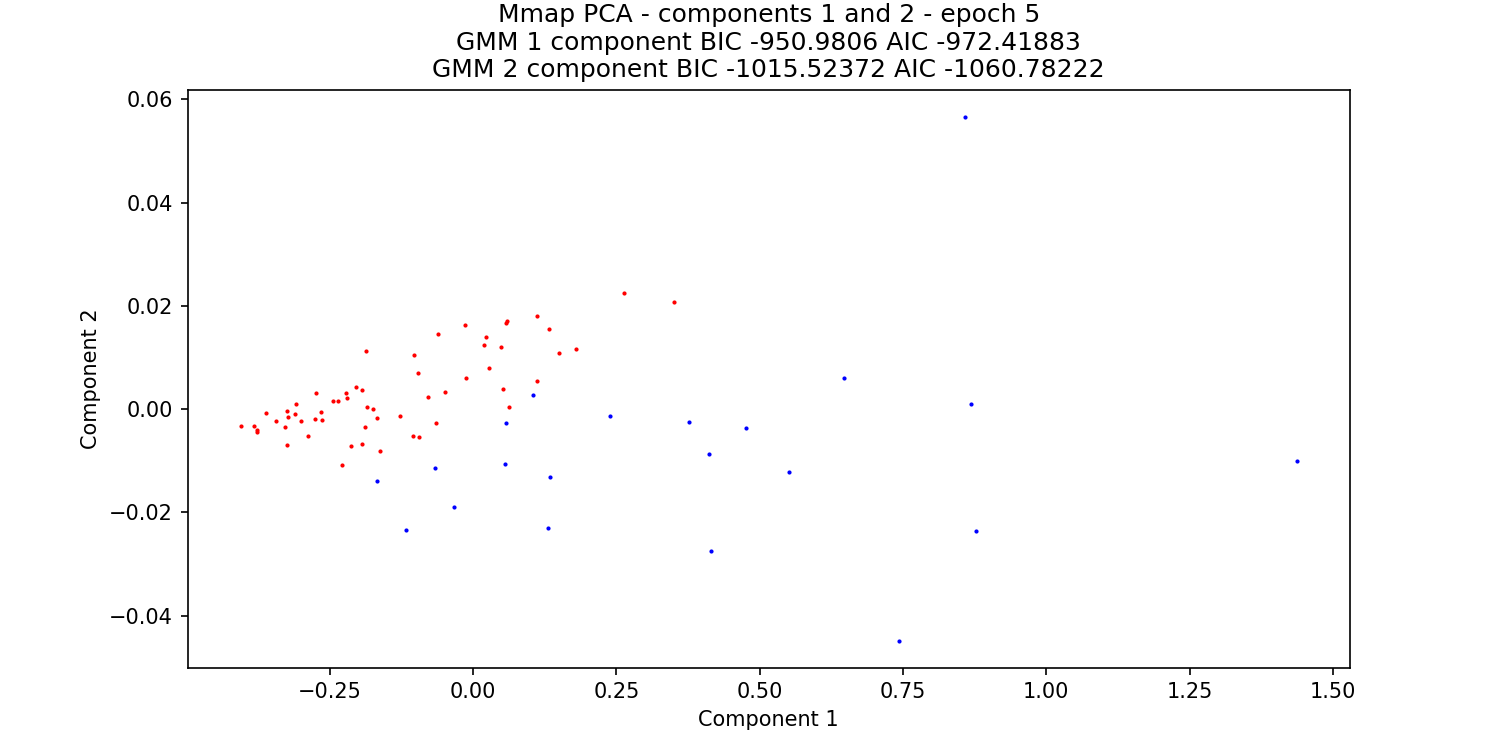 Mmap PCA - components 1 and 2 - epoch 5
GMM 1 component BIC -950.9806 AIC -972.41883
GMM 2 component BIC -1015.52372 AIC -1060.78222
0.06
0.04
0.02
0.00
−0.02
−0.04
Component 2
−0.25
0.00
0.25
0.50
0.75
1.00
1.25
1.50
Component 1